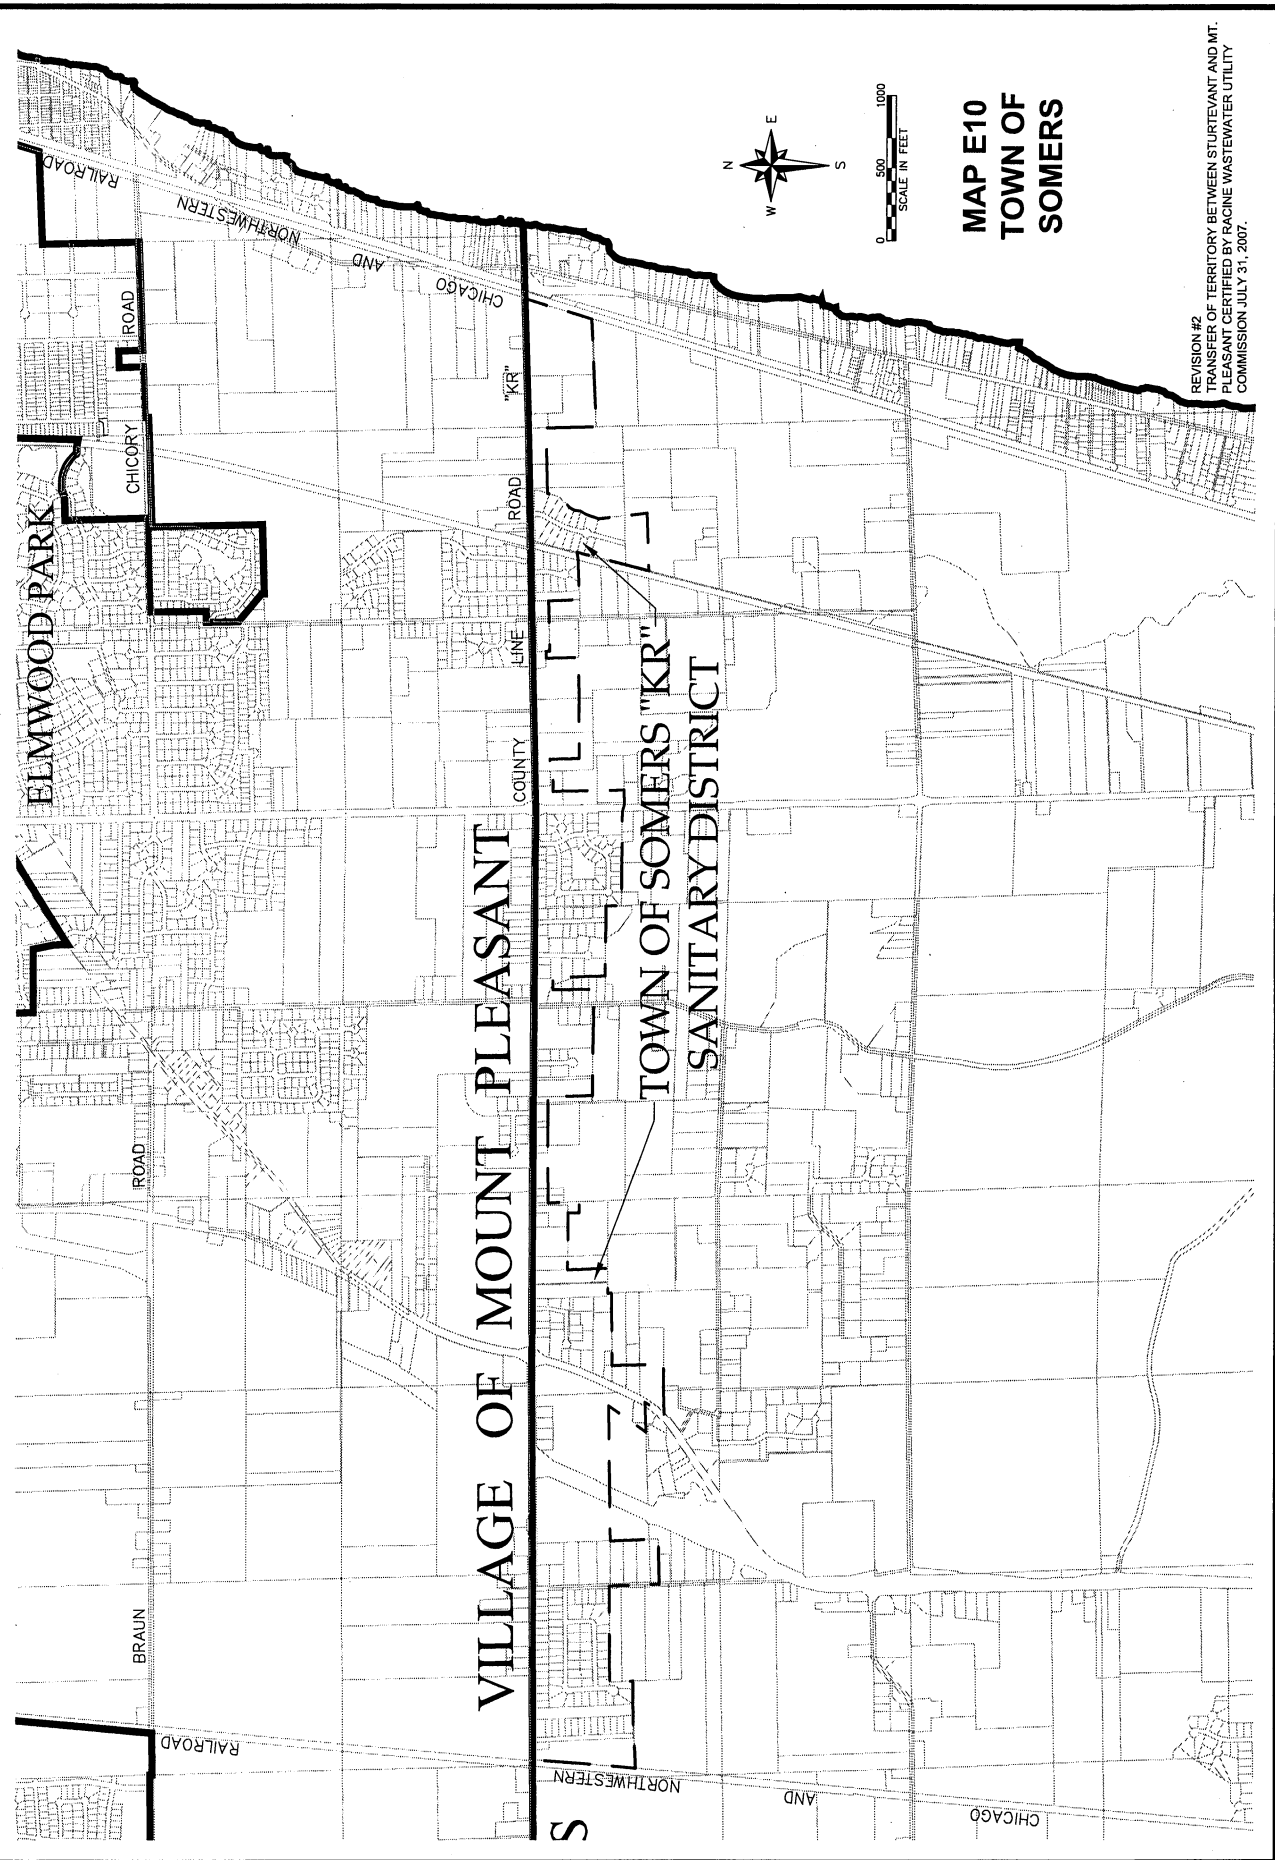 ELMWOOD PARK
RAILROAD
NORTHWESTERN
AND
CHICAGO
CHICORY
ROAD
BRAUN
ROAD
RAILROAD
VILLAGE OF MOUNT PLEASANT
COUNTY
LINE
ROAD
"KR"
TOWN OF SOMERS "KR"
SANITARY DISTRICT
NORTHWESTERN
AND
CHICAGO
S
N
W
E
S
0
500
1000
SCALE IN FEET
MAP E10
TOWN OF
SOMERS
REVISION #2
TRANSFER OF TERRITORY BETWEEN STURTEVANT AND MT.
PLEASANT CERTIFIED BY RACINE WASTEWATER UTILITY
COMMISSION JULY 31, 2007.